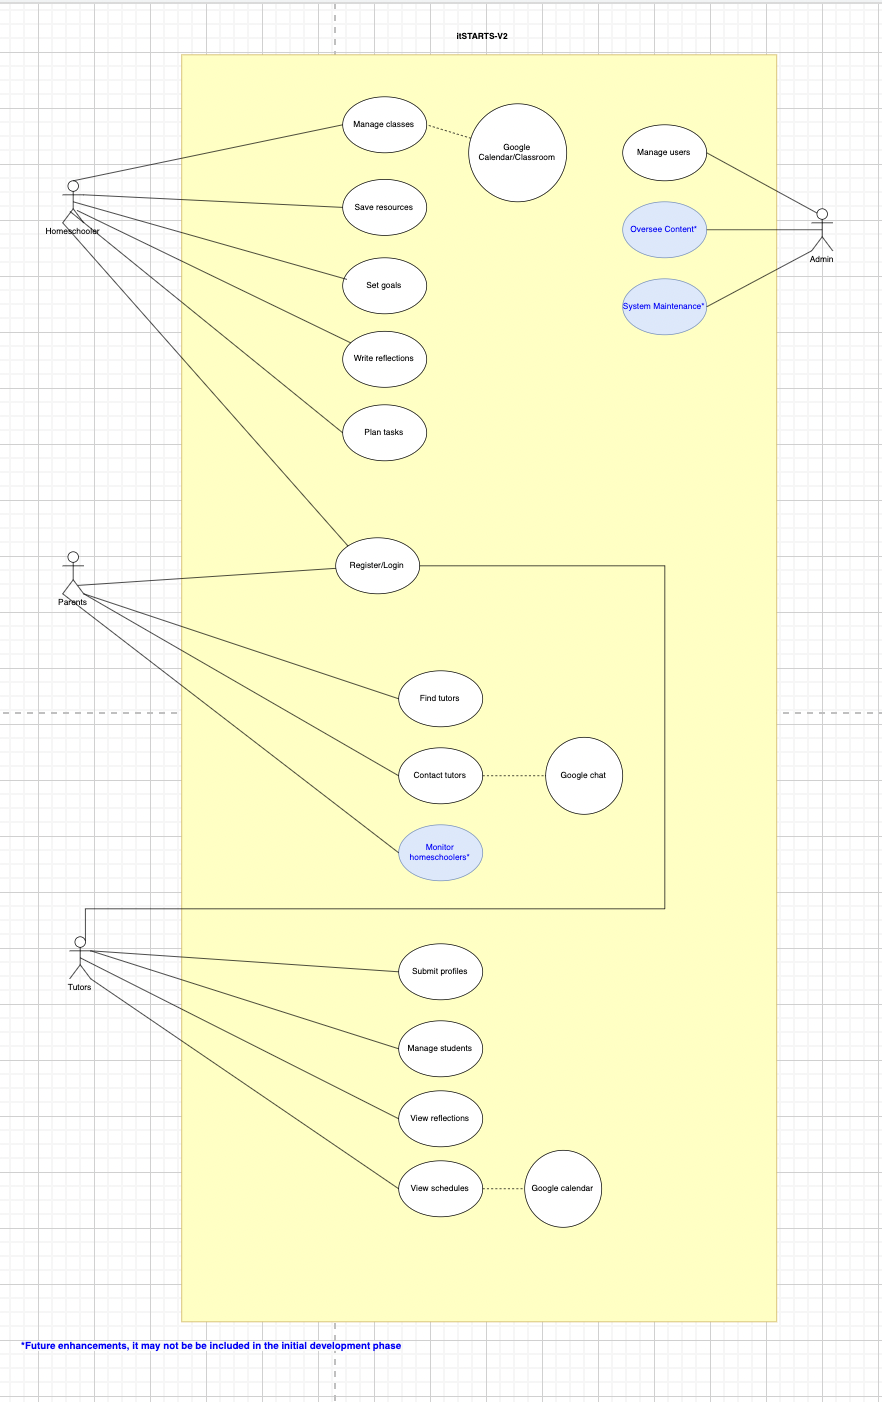 itSTARTS-V2
Manage classes
Google
Calendar/Classroom
Manage users
Save resources
Homeschooler
Oversee Content*
Admin
Set goals
System Maintenance*
Write reflections
Plan tasks
Register/Login
Parents
Find tutors
Contact tutors
Google chat
Monitor
homeschoolers*
Submit profiles
Tutors
Manage students
View reflections
View schedules
Google calendar
*Future enhancements, it may not be be included in the initial development phase